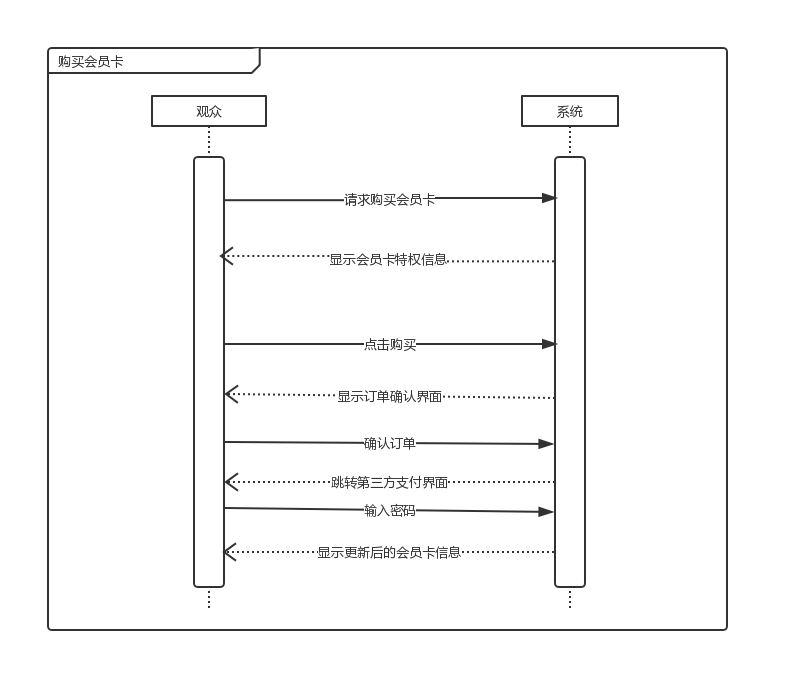 购买会员卡
观众
系统
请求购买会员卡
显示会员卡特权信息
点击购买
显示订单确认界面
确认订单
跳转第三方支付界面
输入密码
显示更新后的会员卡信息